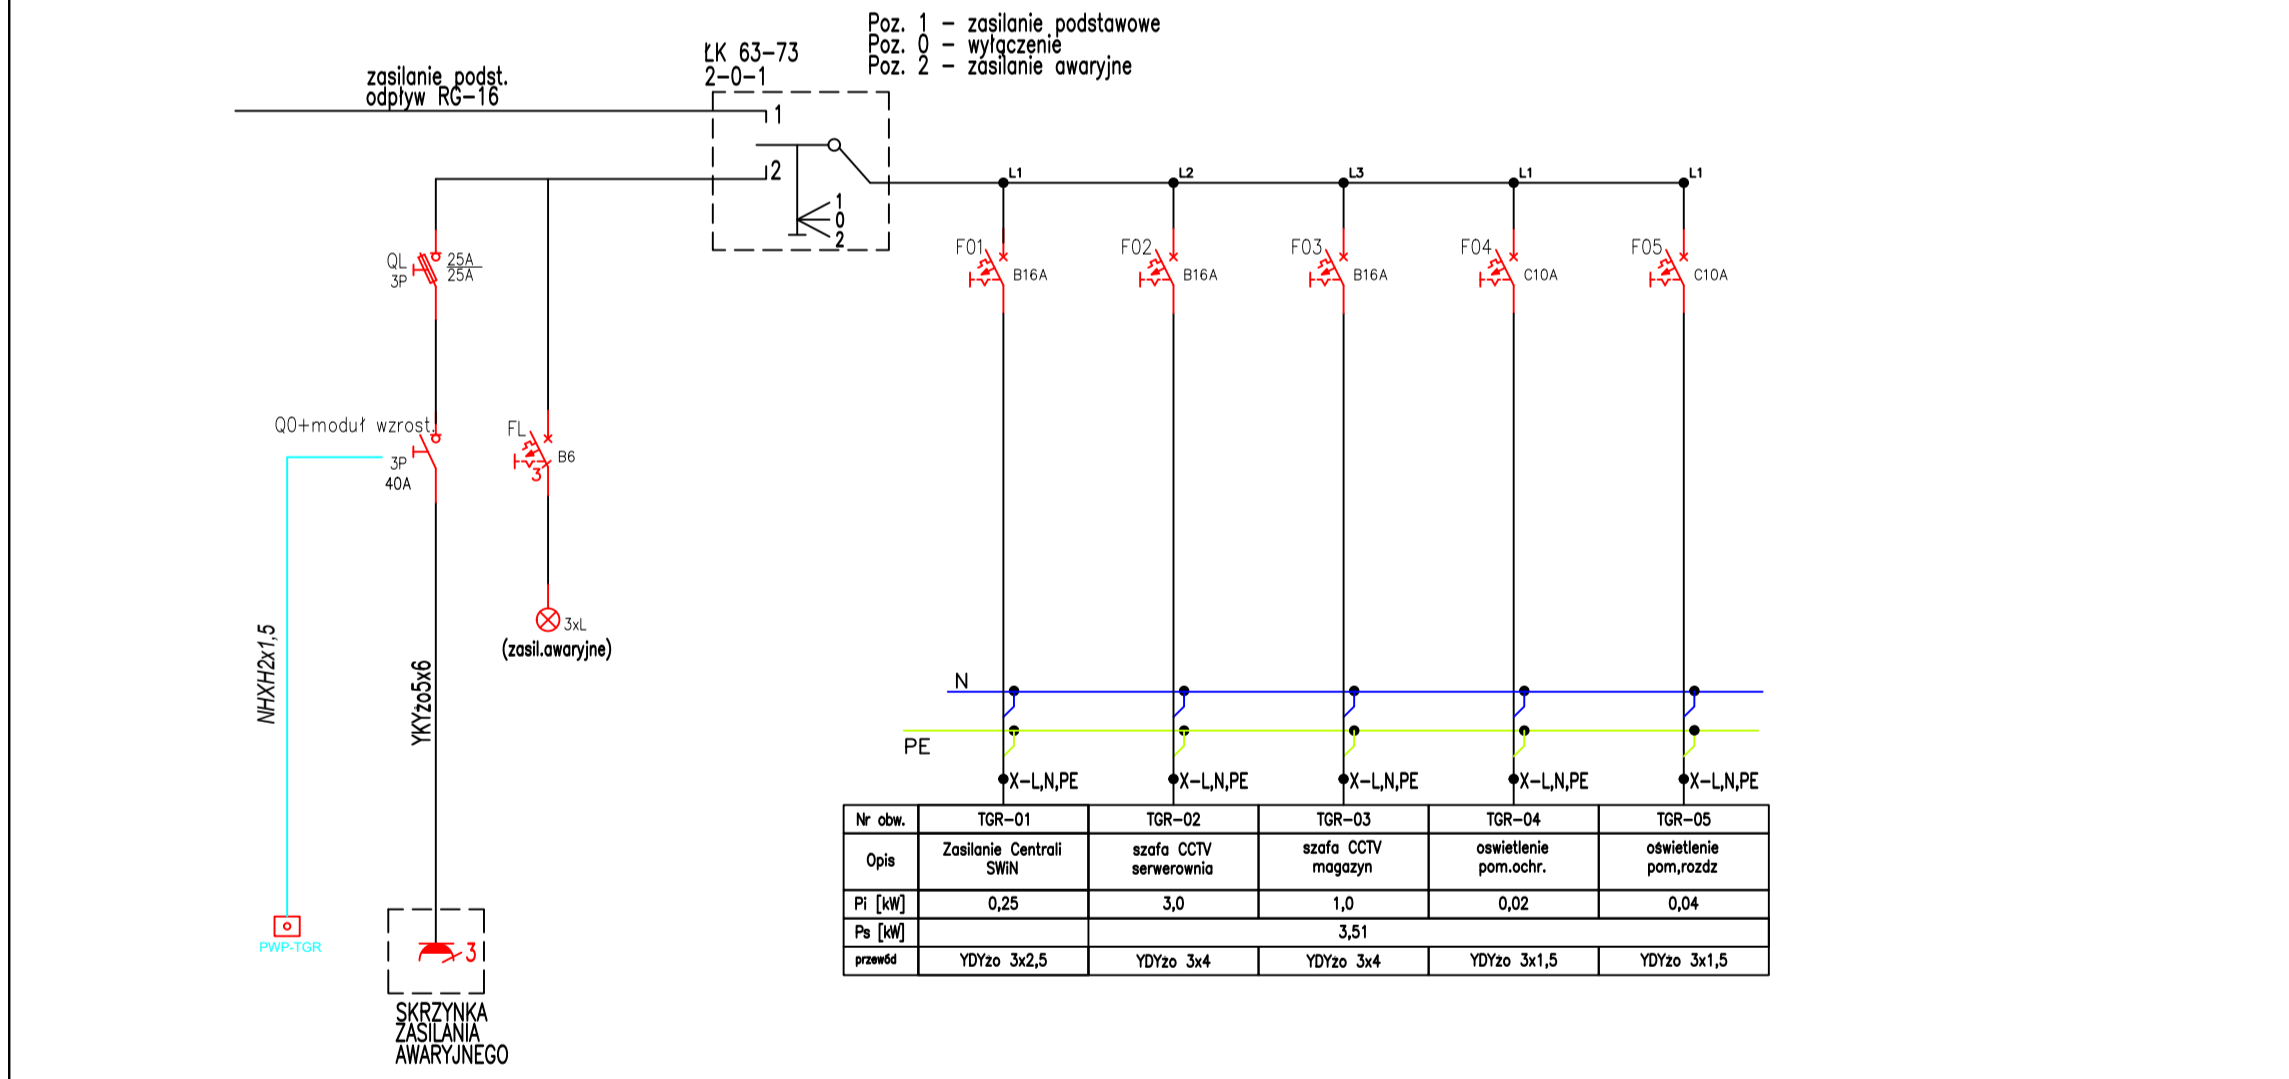 Poz. 1 – zasilanie podstawowe
Poz. 0 – wyłączenie
Poz. 2 – zasilanie awaryjne
ŁK 63–73
2–0–1
zasilanie podst.
odpływ RG–16
1
2
1
0
2
L1
L2
L3
L1
L1
QL
3P
25A
25A
F01
B16A
F02
B16A
F03
B16A
F04
C10A
F05
C10A
Q0+moduł wzrost.
3P
40A
FL
B6
3
3xL
(zasil.awaryjne)
NHXH2x1,5
YKYżo5x6
N
PE
X–L,N,PE
X–L,N,PE
X–L,N,PE
X–L,N,PE
X–L,N,PE
Nr obw. TGR–01 TGR–02 TGR–03 TGR–04 TGR–05
Opis
Zasilanie Centrali
SWiN
szafa CCTV
serwerownia
szafa CCTV
magazyn
oswietlenie
pom.ochr.
oświetlenie
pom,rozdz
Pi [kW] 0,25 3,0 1,0 0,02 0,04
Ps [kW] 3,51
przewód YDYżo 3x2,5 YDYżo 3x4 YDYżo 3x4 YDYżo 3x1,5 YDYżo 3x1,5
PWP-TGR
3
SKRZYNKA
ZASILANIA
AWARYJNEGO